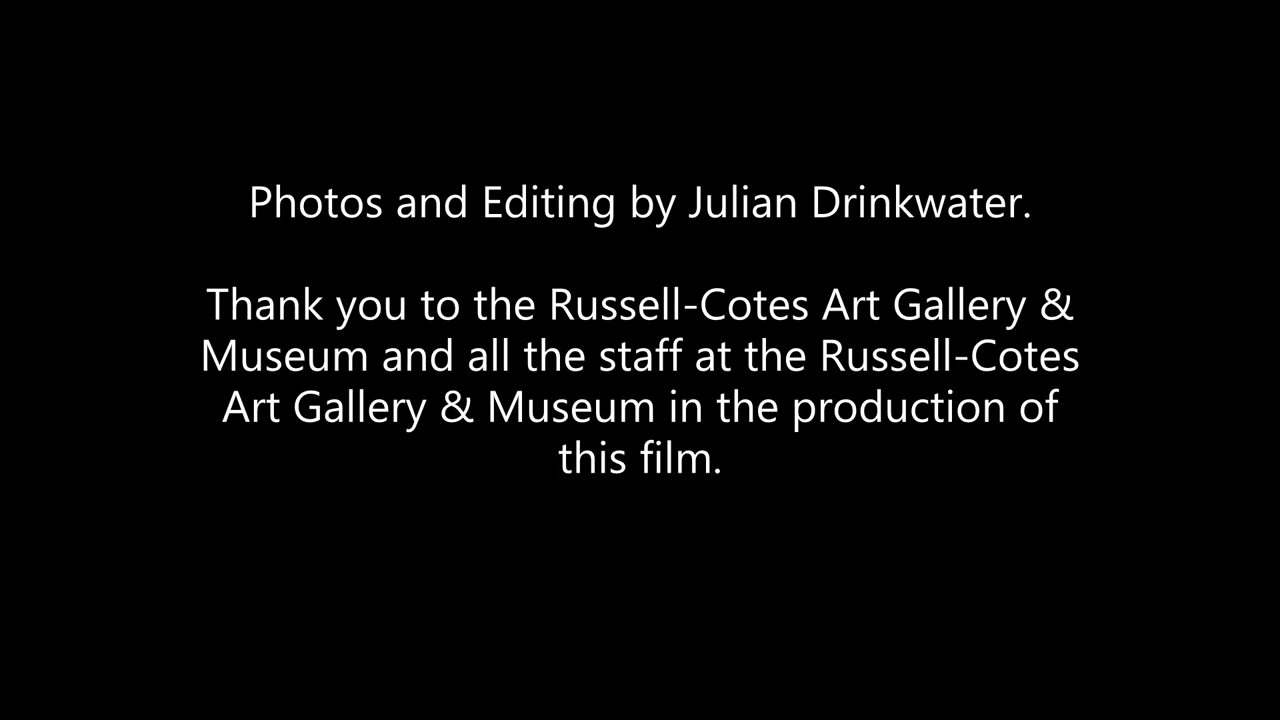 Photos and Editing by Julian Drinkwater.
Thank you to the Russell-Cotes Art Gallery &
Museum and all the staff at the Russell-Cotes
Art Gallery & Museum in the production of
this film.